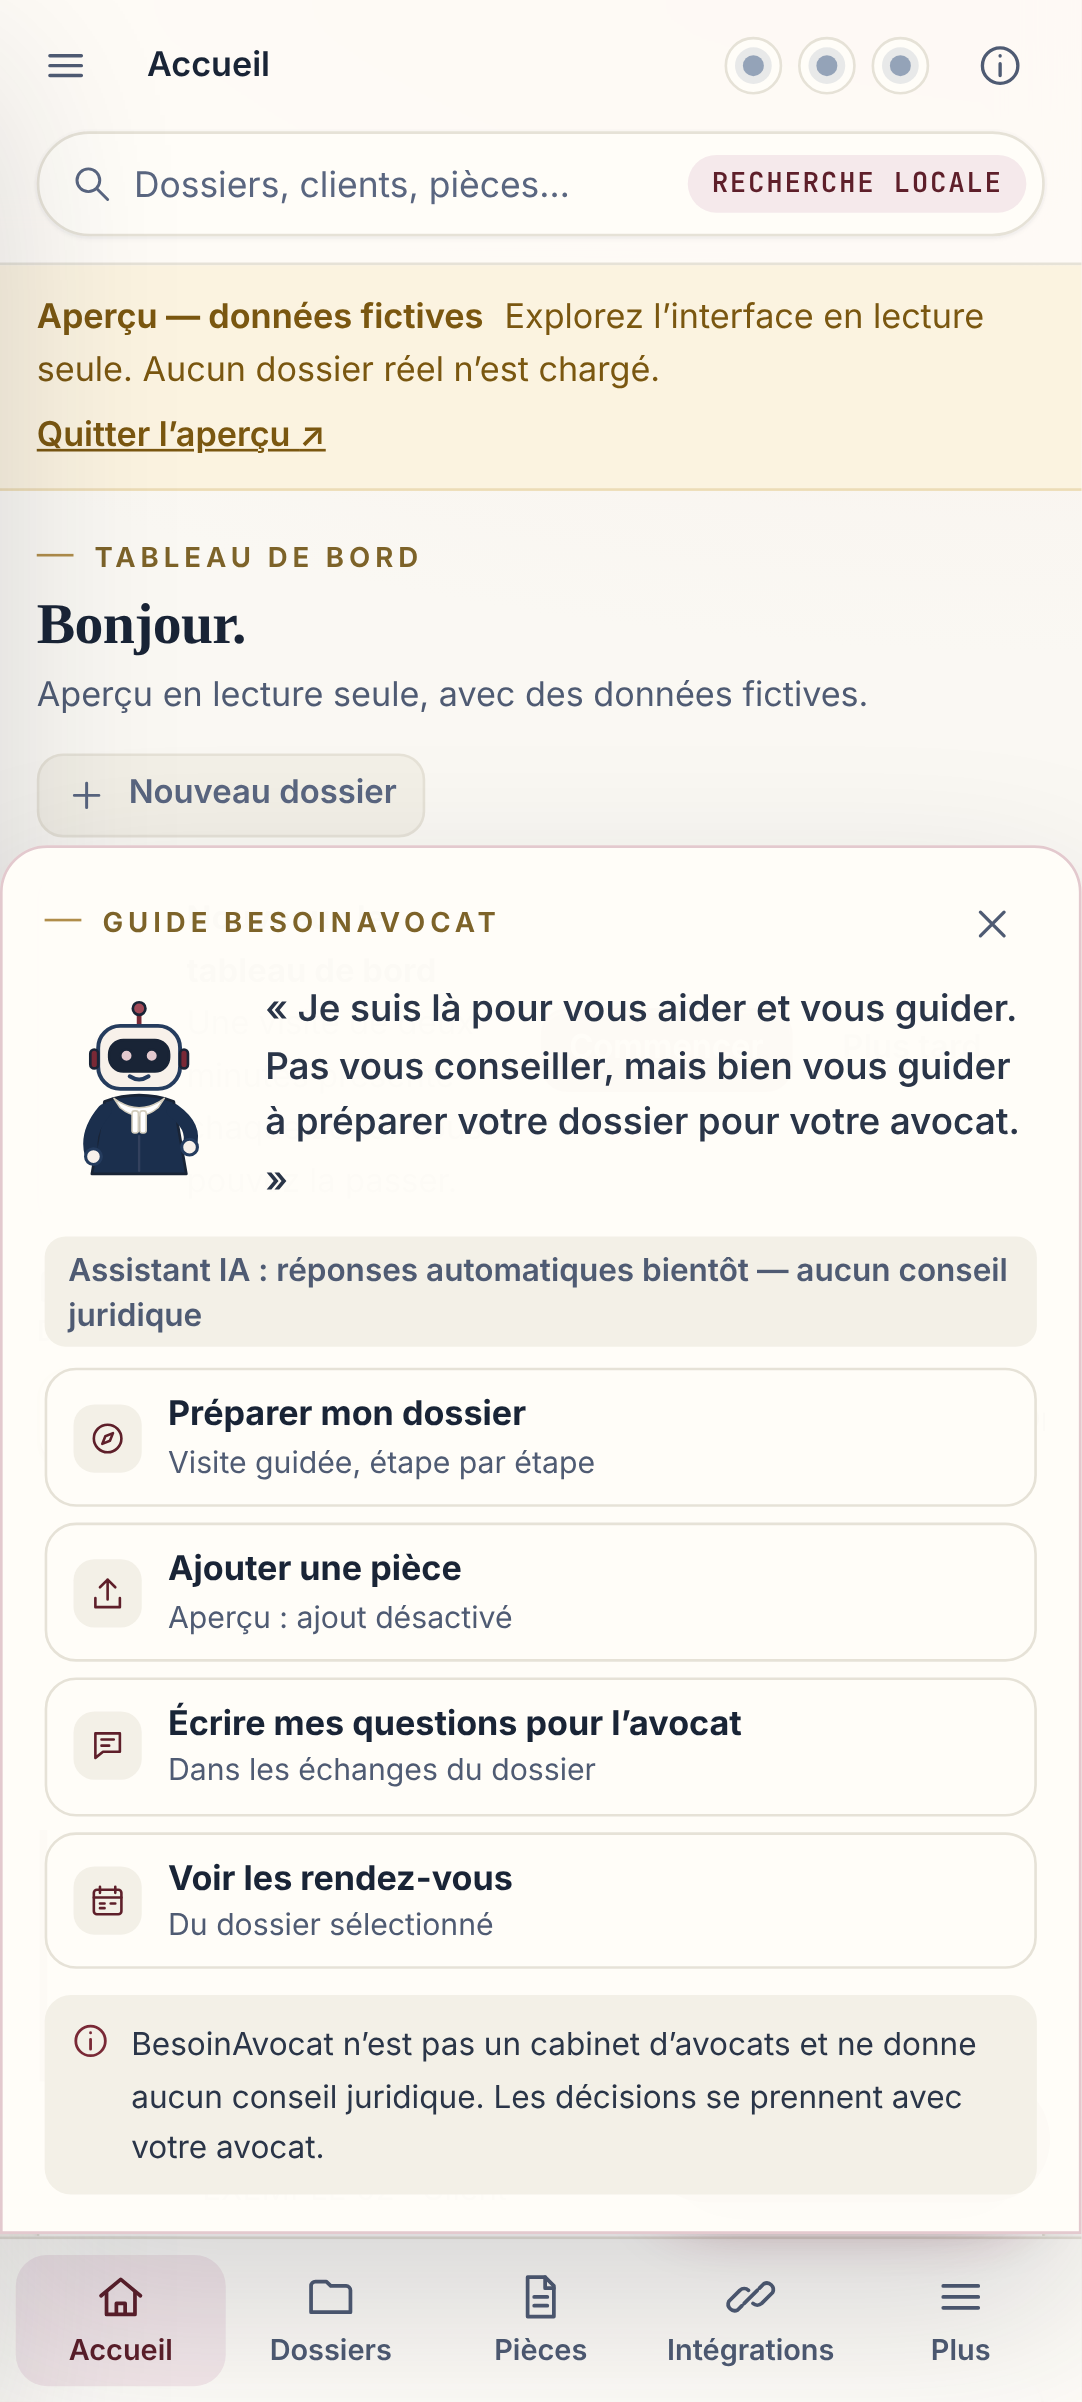 Accueil
Dossiers, clients, pièces...
RECHERCHE LOCALE
Aperçu — données fictives Explorez l’interface en lecture
seule. Aucun dossier réel n’est chargé.
Quitter l’aperçu ↗
TABLEAU DE BORD
Bonjour.
Aperçu en lecture seule, avec des données fictives.
Nouveau dossier
GUIDE BESOINAVOCAT
« Je suis là pour vous aider et vous guider.
Pas vous conseiller, mais bien vous guider
à préparer votre dossier pour votre avocat.
»
Assistant IA : réponses automatiques bientôt — aucun conseil
juridique
Préparer mon dossier
Visite guidée, étape par étape
Ajouter une pièce
Aperçu : ajout désactivé
Écrire mes questions pour l’avocat
Dans les échanges du dossier
Voir les rendez-vous
Du dossier sélectionné
BesoinAvocat n’est pas un cabinet d’avocats et ne donne
aucun conseil juridique. Les décisions se prennent avec
votre avocat.
Accueil
Dossiers
Pièces
Intégrations
Plus